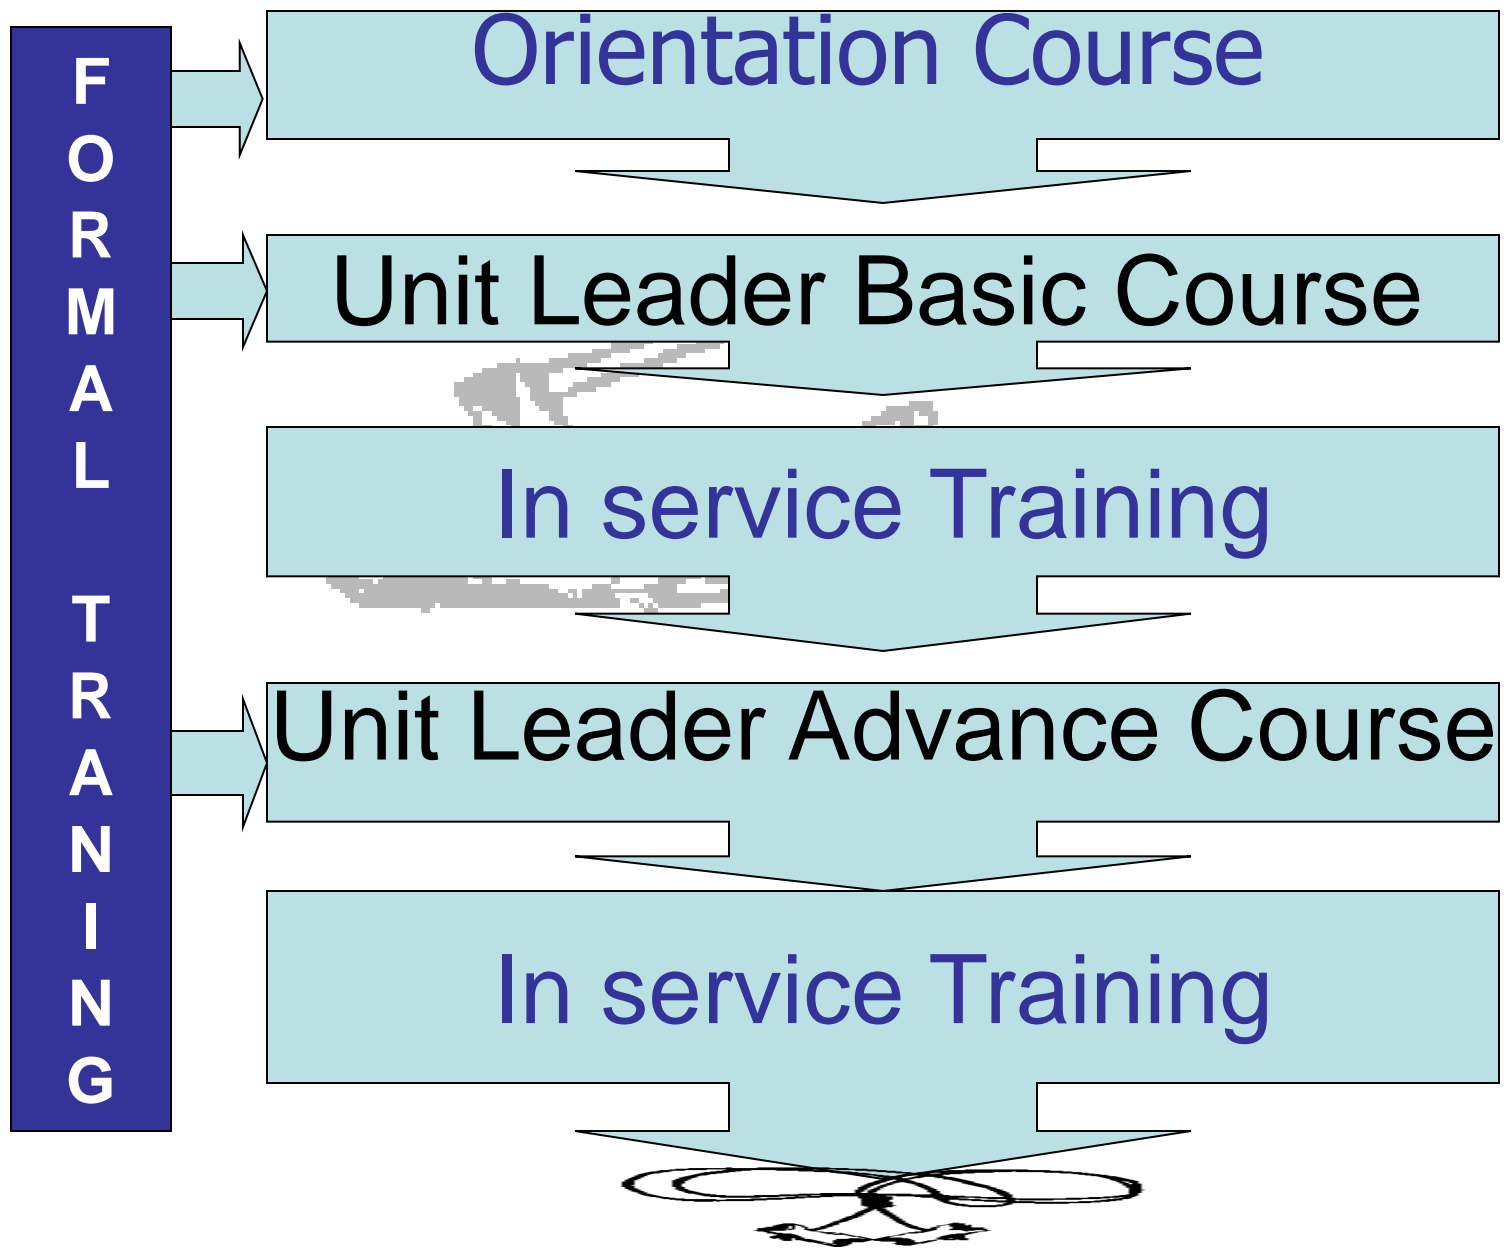 FORMAL TRANING
Orientation Course
Unit Leader Basic Course
In service Training
Unit Leader Advance Course
In service Training